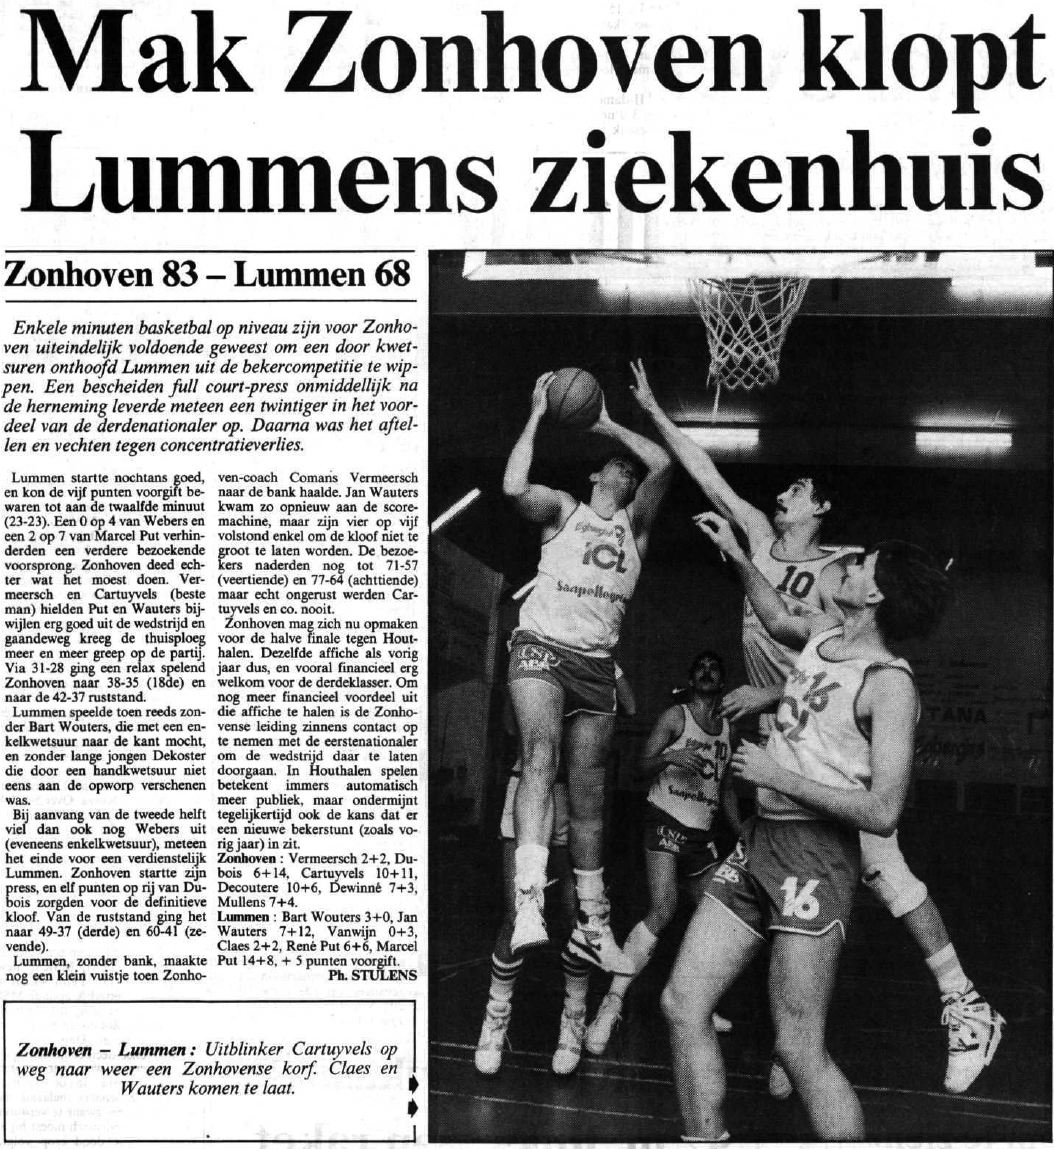 Mak Zonhoven klopt
Lummens ziekenhuis
Zonhoven 83 – Lummen 68
Enkele minuten basketbal op niveau zijn voor Zonho-
ven uiteindelijk voldoende geweest om een door kwet-
suren onthoofd Lummen uit de bekercompetitie te wip-
pen. Een bescheiden full court-press onmiddellijk na
de herneming leverde meteen een twintiger in het voor-
deel van de derdenationaler op. Daarna was het aftel-
len en vechten tegen concentratieverlies.
Lummen startte nochtans goed,
en kon de vijf punten voorgift be-
waren tot aan de twaalfde minuut
(23-23). Een 0 op 4 van Webers en
een 2 op 7 van Marcel Put verhin-
derden een verdere bezoekende
voorsprong. Zonhoven deed ech-
ter wat het moest doen. Ver-
meersch en Cartuyvels (beste
man) hielden Put en Wauters bij-
wijlen erg goed uit de wedstrijd en
gaandeweg kreeg de thuisploeg
meer en meer greep op de partij.
Via 31-28 ging een relax spelend
Zonhoven naar 38-35 (18de) en
naar de 42-37 ruststand.
Lummen speelde toen reeds zon-
der Bart Wouters, die met een en-
kelkwetsuur naar de kant mocht,
en zonder lange jongen Dekoster
die door een handkwetsuur niet
eens aan de opworp verschenen
was.
Bij aanvang van de tweede helft
viel dan ook nog Webers uit
(eveneens enkelkwetsuur), meteen
het einde voor een verdienstelijk
Lummen. Zonhoven startte zijn
press, en elf punten op rij van Du-
bois zorgden voor de definitieve
kloof. Van de ruststand ging het
naar 49-37 (derde) en 60-41 (ze-
vende).
Lummen, zonder bank, maakte
nog een klein vuistje toen Zonho-
ven-coach Comans Vermeersch
naar de bank haalde. Jan Wauters
kwam zo opnieuw aan de score-
machine, maar zijn vier op vijf
volstond enkel om de kloof niet te
groot te laten worden. De bezoe-
kers naderden nog tot 71-57
(veertiende) en 77-64 (achttiende)
maar echt ongerust werden Car-
tuyvels en co. nooit.
Zonhoven mag zich nu opmaken
voor de halve finale tegen Hout-
halen. Dezelfde affiche als vorig
jaar dus, en vooral financieel erg
welkom voor de derdeklasser. Om
nog meer financieel voordeel uit
die affiche te halen is de Zonho-
vense leiding zinnens contact op
te nemen met de eerstenationaler
om de wedstrijd daar te laten
doorgaan. In Houthalen spelen
betekent immers automatisch
meer publiek, maar ondermijnt
tegelijkertijd ook de kans dat er
een nieuwe bekerstunt (zoals vo-
rig jaar) in zit.
Zonhoven : Vermeersch 2+2, Du-
bois 6+14, Cartuyvels 10+11,
Decoutere 10+6, Dewinné 7+3,
Mullens 7+4.
Lummen : Bart Wouters 3+0, Jan
Wauters 7+12, Vanwijn 0+3,
Claes 2+2, René Put 6+6, Marcel
Put 14+8, + 5 punten voorgift.
Ph. STULENS
Zonhoven – Lummen : Uitblinker Cartuyvels op
weg naar weer een Zonhovense korf. Claes en
Wauters komen te laat.
iCL
10
16
10
16
TANA